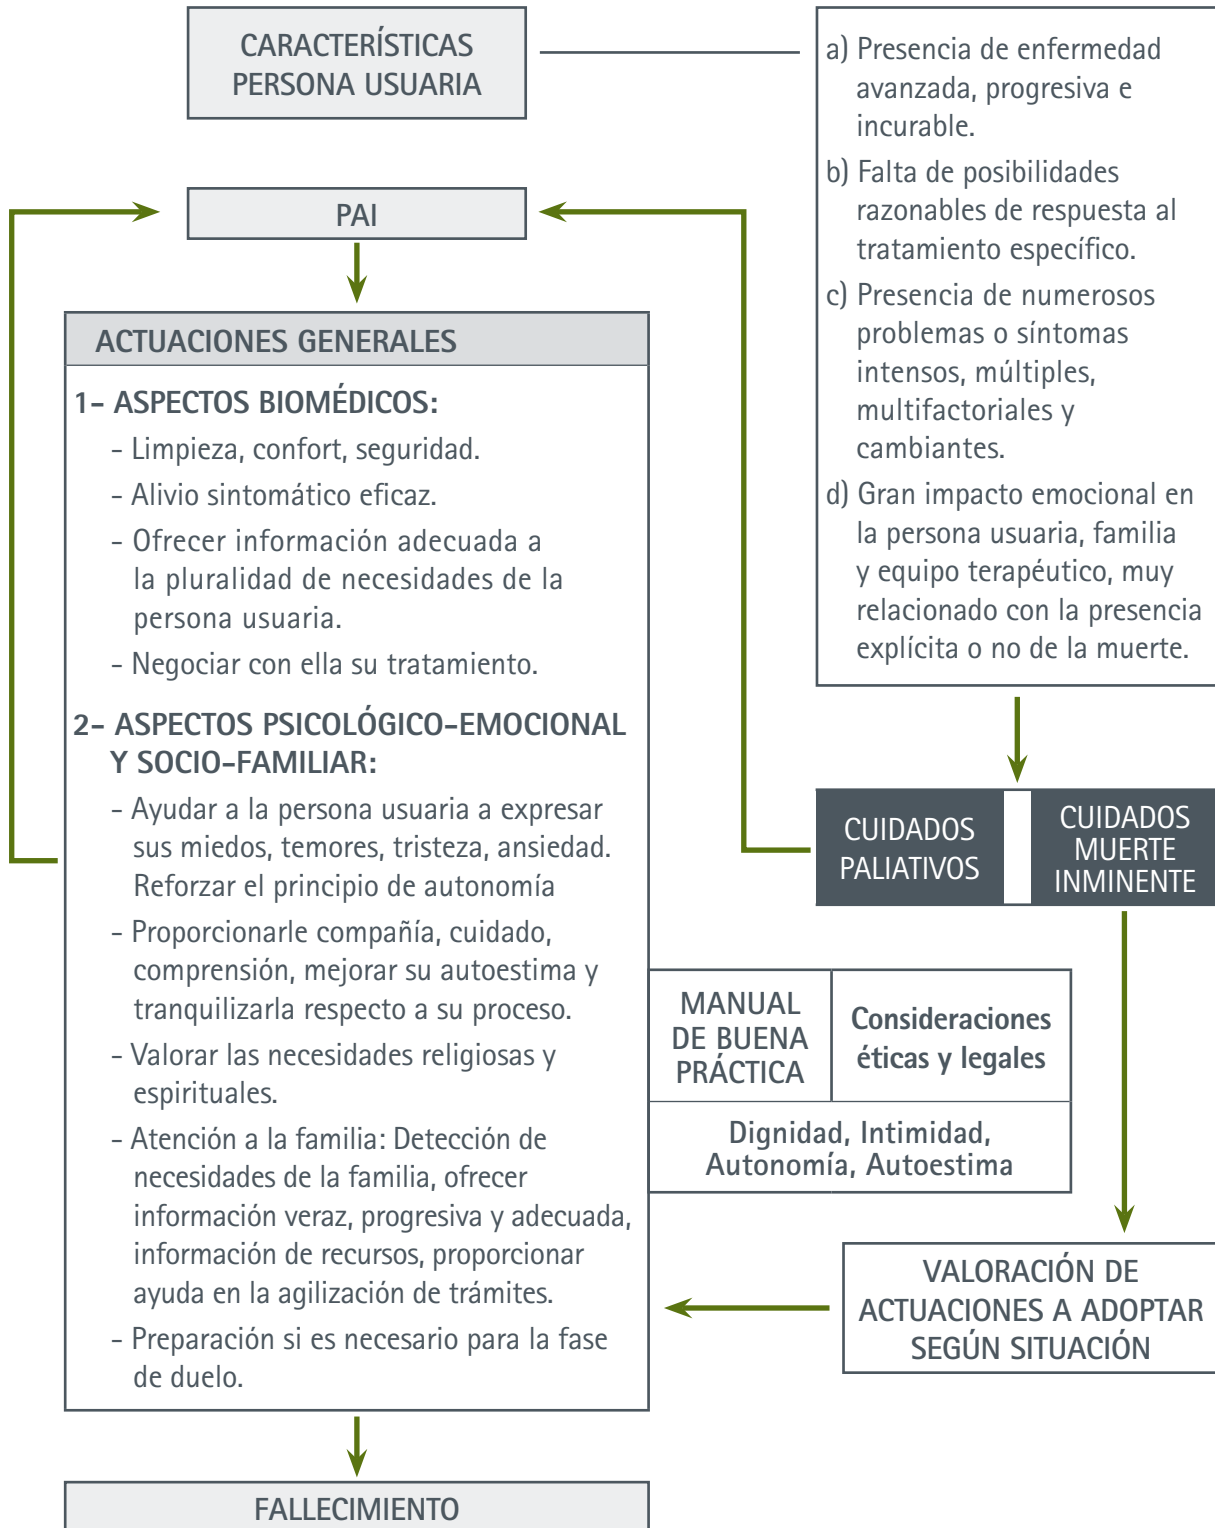 CARACTERÍSTICAS
PERSONA USUARIA
a) Presencia de enfermedad
avanzada, progresiva e
incurable.
b) Falta de posibilidades
razonables de respuesta al
tratamiento específico.
c) Presencia de numerosos
problemas o síntomas
intensos, múltiples,
multifactoriales y
cambiantes.
d) Gran impacto emocional en
la persona usuaria, familia
y equipo terapéutico, muy
relacionado con la presencia
explícita o no de la muerte.
PAI
ACTUACIONES GENERALES
1- ASPECTOS BIOMÉDICOS:
- Limpieza, confort, seguridad.
- Alivio sintomático eficaz.
- Ofrecer información adecuada a
la pluralidad de necesidades de la
persona usuaria.
- Negociar con ella su tratamiento.
2- ASPECTOS PSICOLÓGICO-EMOCIONAL
Y SOCIO-FAMILIAR:
- Ayudar a la persona usuaria a expresar
sus miedos, temores, tristeza, ansiedad.
Reforzar el principio de autonomía
- Proporcionarle compañía, cuidado,
comprensión, mejorar su autoestima y
tranquilizarla respecto a su proceso.
- Valorar las necesidades religiosas y
espirituales.
- Atención a la familia: Detección de
necesidades de la familia, ofrecer
información veraz, progresiva y adecuada,
información de recursos, proporcionar
ayuda en la agilización de trámites.
- Preparación si es necesario para la fase
de duelo.
CUIDADOS
PALIATIVOS
CUIDADOS
MUERTE
INMINENTE
MANUAL
DE BUENA
PRÁCTICA
Consideraciones
éticas y legales
Dignidad, Intimidad,
Autonomía, Autoestima
VALORACIÓN DE
ACTUACIONES A ADOPTAR
SEGÚN SITUACIÓN
FALLECIMIENTO